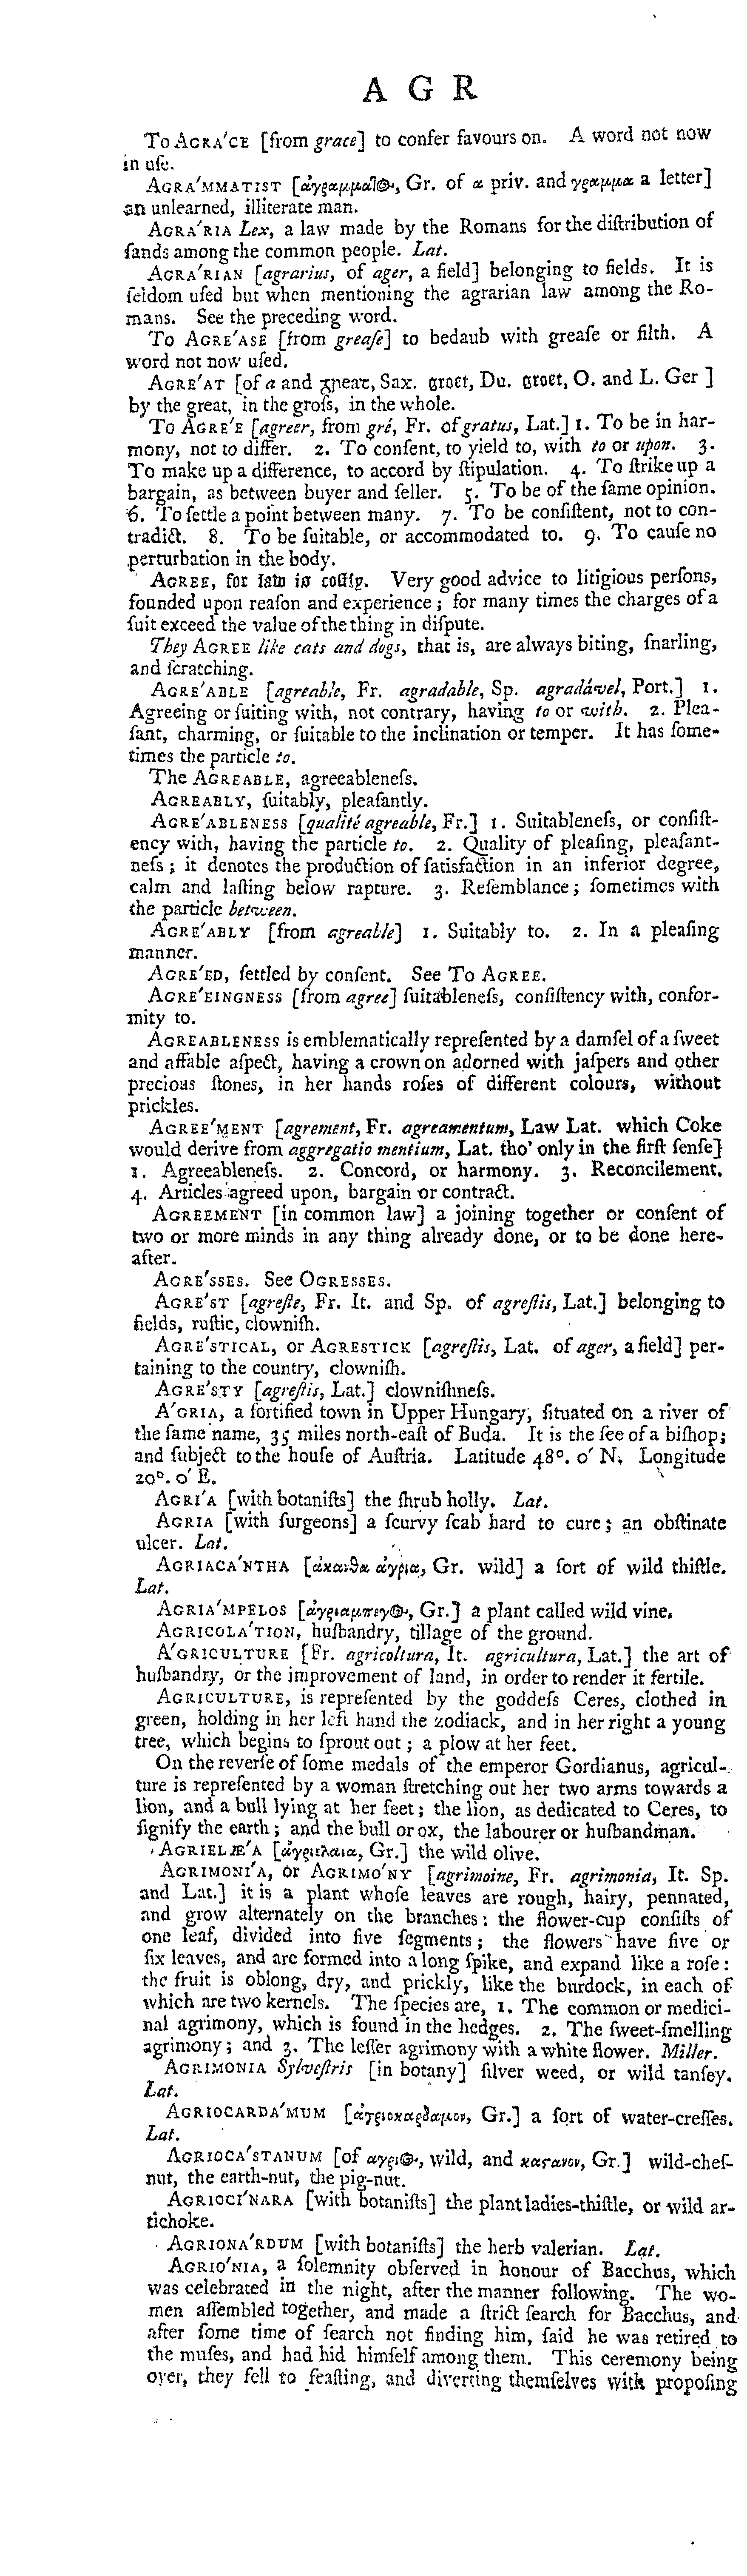 A G R
To Agra'ce [from grace] to confer favours on. A word not now
in uſe.
Agra'mmatist [ἀγραμμαῖος, Gr. of α priv. and γραμμα a letter]
an unlearned, illiterate man.
Agra'ria Lex, a law made by the Romans for the diſtribution of
ſands among the common people. Lat.
Agra'rian [agrarius, of ager, a field] belonging to fields. It is
ſeldom uſed but when mentioning the agrarian law among the Ro-
mans. See the preceding word.
To Agre'ase [from greaſe] to bedaub with greaſe or filth. A
word not now uſed.
Agre'at [of a and ᵹꞃeaꞇ, Sax. groet, Du. groet, O. and L. Ger ]
by the great, in the groſs, in the whole.
To Agre'e [agreer, from gré, Fr. of gratus, Lat.] 1. To be in har-
mony, not to differ. 2. To conſent, to yield to, with to or upon. 3.
To make up a difference, to accord by ſtipulation. 4. To ſtrike up a
bargain, as between buyer and ſeller. 5. To be of the ſame opinion.
6. To ſettle a point between many. 7. To be conſiſtent, not to con-
tradict. 8. To be ſuitable, or accommodated to. 9. To cauſe no
perturbation in the body.
Agree, for law is coſtly. Very good advice to litigious perſons,
founded upon reaſon and experience; for many times the charges of a
ſuit exceed the value of the thing in diſpute.
They Agree like cats and dogs, that is, are always biting, ſnarling,
and ſcratching.
Agre'able [agreable, Fr. agradable, Sp. agradável, Port.] 1.
Agreeing or ſuiting with, not contrary, having to or with. 2. Plea-
ſant, charming, or ſuitable to the inclination or temper. It has ſome-
times the particle to.
The Agreable, agreeableneſs.
Agreably, ſuitably, pleaſantly.
Agre'ableness [qualité agreable, Fr.] 1. Suitableneſs, or conſiſt-
ency with, having the particle to. 2. Quality of pleaſing, pleaſant-
neſs; it denotes the production of ſatisfaction in an inferior degree,
calm and laſting below rapture. 3. Reſemblance; ſometimes with
the particle between.
Agre'ably [from agreable] 1. Suitably to. 2. In a pleaſing
manner.
Agre'ed, ſettled by conſent. See To Agree.
Agre'eingness [from agree] ſuitableneſs, conſiſtency with, confor-
mity to.
Agreableness is emblematically repreſented by a damſel of a ſweet
and affable aſpect, having a crown on adorned with jaſpers and other
precious ſtones, in her hands roſes of different colours, without
prickles.
Agree'ment [agrement, Fr. agreamentum, Law Lat. which Coke
would derive from aggregatio mentium, Lat. tho' only in the firſt ſenſe]
1. Agreeableneſs. 2. Concord, or harmony. 3. Reconcilement.
4. Articles agreed upon, bargain or contract.
Agreement [in common law] a joining together or conſent of
two or more minds in any thing already done, or to be done here-
after.
Agre'sses. See Ogresses.
Agre'st [agreſte, Fr. It. and Sp. of agreſtis, Lat.] belonging to
fields, ruſtic, clowniſh.
Agre'stical, or Agrestick [agreſtis, Lat. of ager, a field] per-
taining to the country, clowniſh.
Agre'sty [agreſtis, Lat.] clowniſhneſs.
A'gria, a fortified town in Upper Hungary, ſituated on a river of
the ſame name, 35 miles north-eaſt of Buda. It is the ſee of a biſhop;
and ſubject to the houſe of Auſtria. Latitude 48°. 0′ N. Longitude
20°. 0′ E.
Agri'a [with botaniſts] the ſhrub holly. Lat.
Agria [with ſurgeons] a ſcurvy ſcab hard to cure; an obſtinate
ulcer. Lat.
Agriaca'ntha [ἀκανθα ἀγρια, Gr. wild] a ſort of wild thiſtle.
Lat.
Agria'mpelos [ἀγριαμπεγος, Gr.] a plant called wild vine.
Agricola'tion, huſbandry, tillage of the ground.
A'griculture [Fr. agricoltura, It. agricultura, Lat.] the art of
huſbandry, or the improvement of land, in order to render it fertile.
Agriculture, is repreſented by the goddeſs Ceres, clothed in
green, holding in her left hand the zodiack, and in her right a young
tree, which begins to ſprout out; a plow at her feet.
On the reverſe of ſome medals of the emperor Gordianus, agricul-
ture is repreſented by a woman ſtretching out her two arms towards a
lion, and a bull lying at her feet; the lion, as dedicated to Ceres, to
ſignify the earth; and the bull or ox, the labourer or huſbandman.
Agrielæ'a [ἀγριελαια, Gr.] the wild olive.
Agrimoni'a, or Agrimo'ny [agrimoine, Fr. agrimonia, It. Sp.
and Lat.] it is a plant whoſe leaves are rough, hairy, pennated,
and grow alternately on the branches: the flower-cup conſiſts of
one leaf, divided into five ſegments; the flowers have five or
ſix leaves, and are formed into a long ſpike, and expand like a roſe:
the fruit is oblong, dry, and prickly, like the burdock, in each of
which are two kernels. The ſpecies are, 1. The common or medici-
nal agrimony, which is found in the hedges. 2. The ſweet-ſmelling
agrimony; and 3. The leſſer agrimony with a white flower. Miller.
Agrimonia Sylveſtris [in botany] ſilver weed, or wild tanſey.
Lat.
Agriocarda'mum [ἀγριοκαρδαμον, Gr.] a ſort of water-creſſes.
Lat.
Agrioca'stanum [of αγριος, wild, and καϛανον, Gr.] wild-cheſ-
nut, the earth-nut, the pig-nut.
Agrioci'nara [with botaniſts] the plant ladies-thiſtle, or wild ar-
tichoke.
Agriona'rdum [with botaniſts] the herb valerian. Lat.
Agrio'nia, a ſolemnity obſerved in honour of Bacchus, which
was celebrated in the night, after the manner following. The wo-
men aſſembled together, and made a ſtrict ſearch for Bacchus, and
after ſome time of ſearch not finding him, ſaid he was retired to
the muſes, and had hid himſelf among them. This ceremony being
over, they fell to feaſting, and diverting themſelves with propoſing